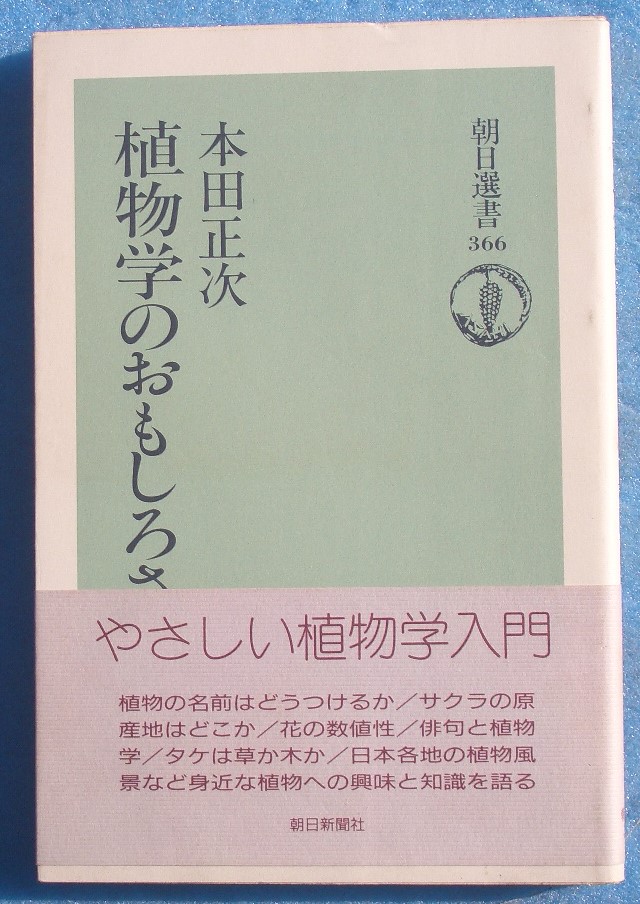 朝日選書
366
ASAHI
本田正次
植物学のおもしろさ
やさしい植物学入門
植物の名前はどうつけるか/サクラの原
産地はどこか/花の数値性/俳句と植物
学/タケは草か木か/日本各地の植物風
景など身近な植物への興味と知識を語る
朝日新聞社